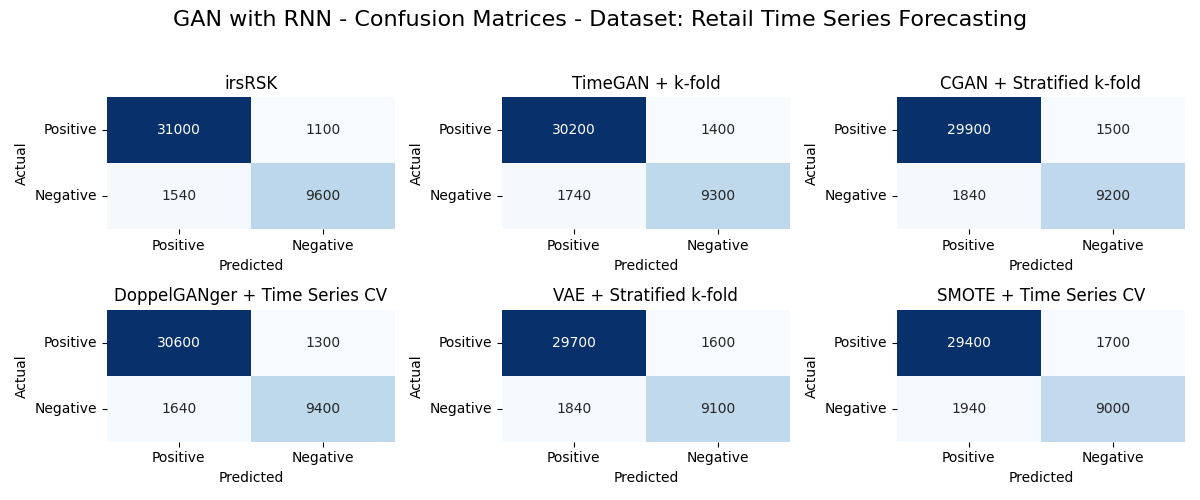 GAN with RNN - Confusion Matrices - Dataset: Retail Time Series Forecasting
irsRSK
Actual
Positive 31000 1100
Negative 1540 9600
Positive Negative
Predicted
TimeGAN + k-fold
Actual
Positive 30200 1400
Negative 1740 9300
Positive Negative
Predicted
CGAN + Stratified k-fold
Actual
Positive 29900 1500
Negative 1840 9200
Positive Negative
Predicted
DoppelGANger + Time Series CV
Actual
Positive 30600 1300
Negative 1640 9400
Positive Negative
Predicted
VAE + Stratified k-fold
Actual
Positive 29700 1600
Negative 1840 9100
Positive Negative
Predicted
SMOTE + Time Series CV
Actual
Positive 29400 1700
Negative 1940 9000
Positive Negative
Predicted